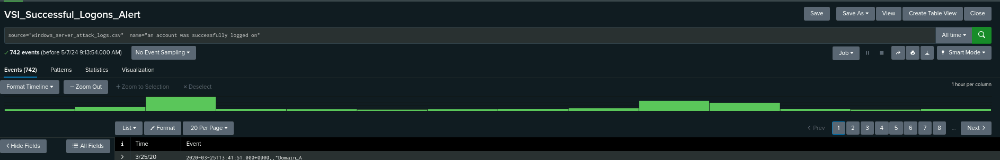 VSI_Successful_Logons_Alert
Save Save As View Create Table View Close
source="windows_server_attack_logs.csv"  name="an account was successfully logged on"
All time
742 events (before 5/7/24 9:13:54.000 AM) No Event Sampling
Job Smart Mode
Events (742) Patterns Statistics Visualization
Format Timeline – Zoom Out + Zoom to Selection × Deselect
1 hour per column
List Format 20 Per Page
< Prev 1 2 3 4 5 6 7 8 ... Next >
< Hide Fields All Fields
i Time Event
> 3/25/20 2020-03-25T13:41:51.000+0000,,"Domain_A